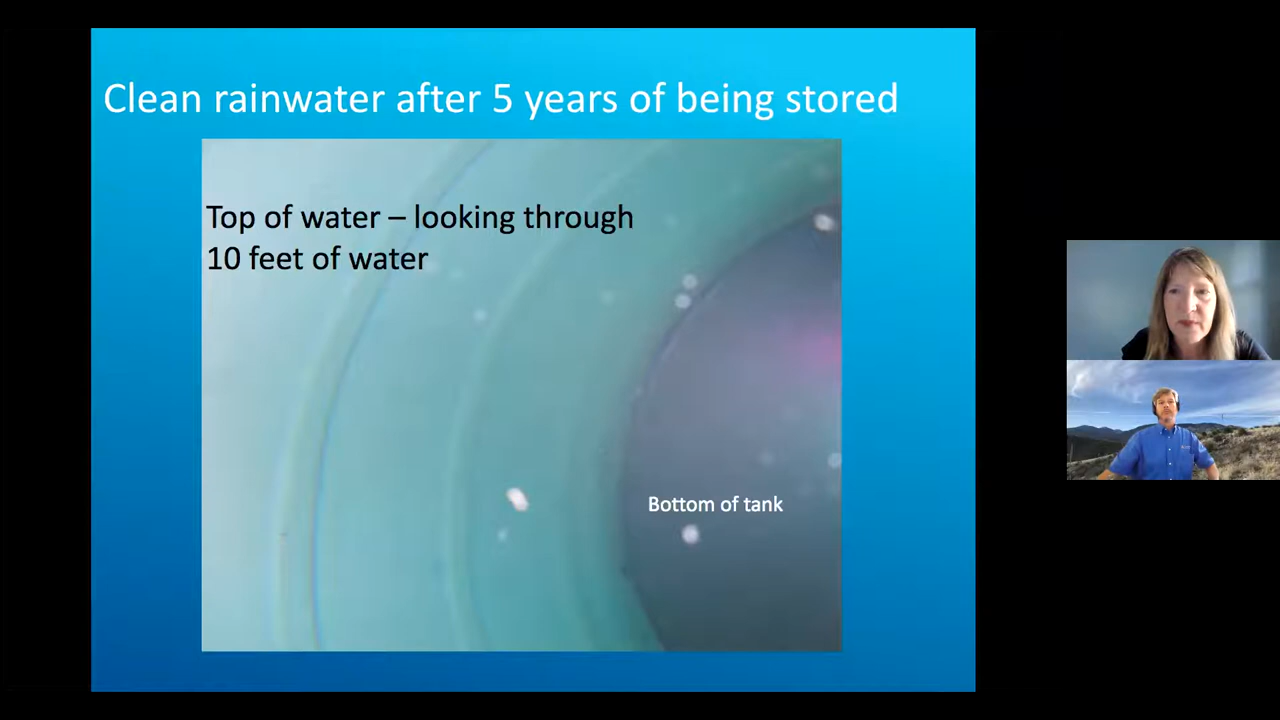 Clean rainwater after 5 years of being stored
Top of water – looking through
10 feet of water
Bottom of tank